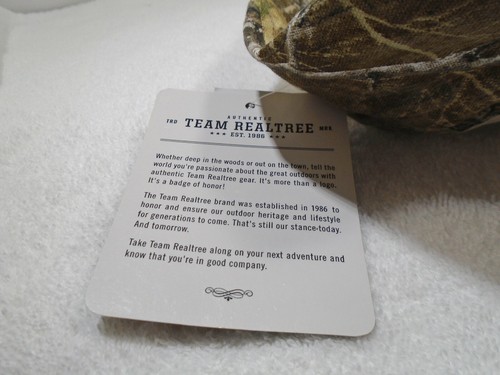 AUTHENTIC
TRD TEAM REALTREE
EST. 1986
Whether deep in the woods or out on the town, tell the
world you're passionate about the great outdoors with
authentic Team Realtree gear. It's more than a logo.
It's a badge of honor!
The Team Realtree brand was established in 1986 to
honor and ensure our outdoor heritage and lifestyle
for generations to come. That's still our stance-today.
And tomorrow.
Take Team Realtree along on your next adventure and
know that you're in good company.